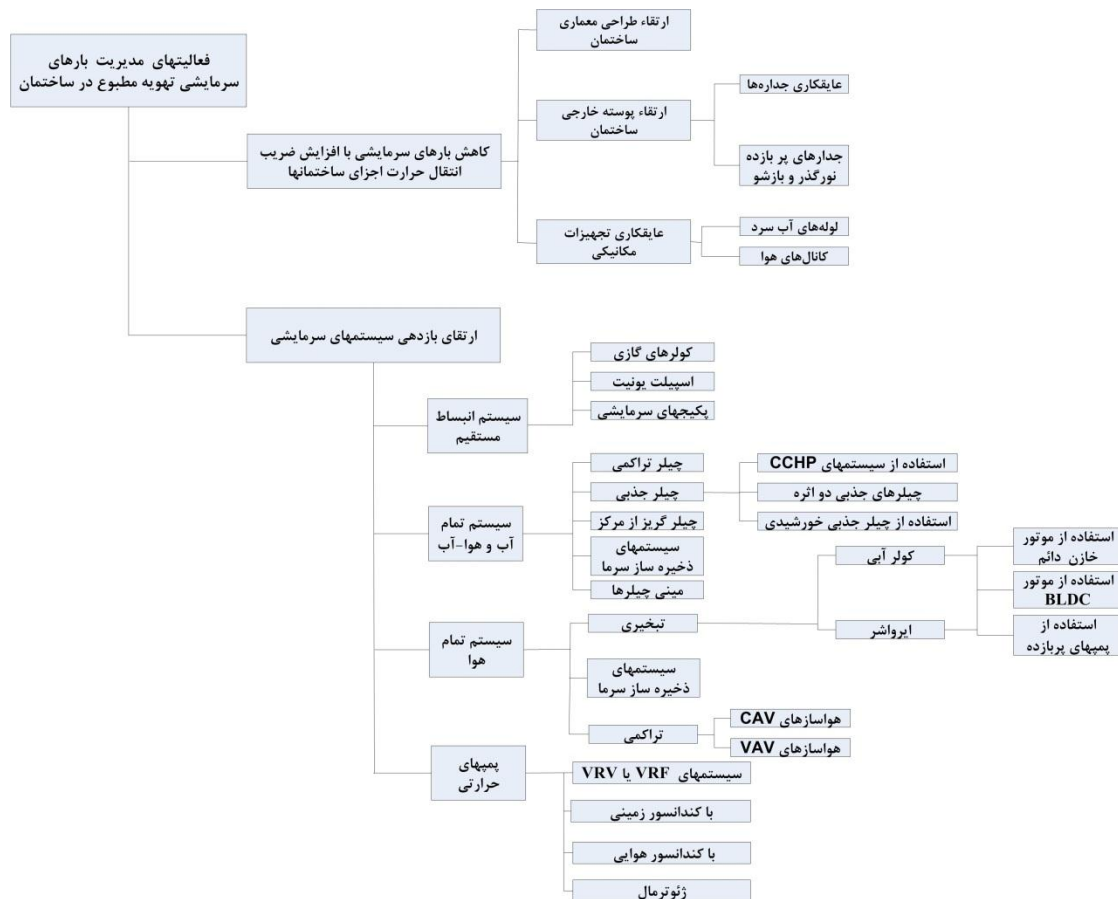 فعالیتهای مدیریت بارهای
سرمایشی تهویه مطبوع در ساختمان
کاهش بارهای سرمایشی با افزایش ضریب
انتقال حرارت اجزای ساختمانها
ارتقاء طراحی معماری
ساختمان
ارتقاء پوسته خارجی
ساختمان
عایقکاری جداره‌ها
جدارهای پر بازده
نورگذر و بازشو
عایقکاری تجهیزات
مکانیکی
لوله‌های آب سرد
کانال‌های هوا
ارتقای بازدهی سیستمهای سرمایشی
سیستم انبساط
مستقیم
کولرهای گازی
اسپیلت یونیت
پکیجهای سرمایشی
سیستم تمام
آب و هوا-آب
چیلر تراکمی
چیلر جذبی
استفاده از سیستمهای CCHP
چیلرهای جذبی دو اثره
استفاده از چیلر جذبی خورشیدی
چیلر گریز از مرکز
سیستمهای
ذخیره ساز سرما
مینی چیلرها
سیستم تمام
هوا
تبخیری
کولر آبی
ایرواشر
استفاده از موتور
خازن دائم
استفاده از موتور
BLDC
استفاده از
پمپهای پربازده
سیستمهای
ذخیره ساز سرما
تراکمی
هواسازهای CAV
هواسازهای VAV
پمپهای
حرارتی
سیستمهای VRF یا VRV
با کندانسور زمینی
با کندانسور هوایی
ژئوترمال